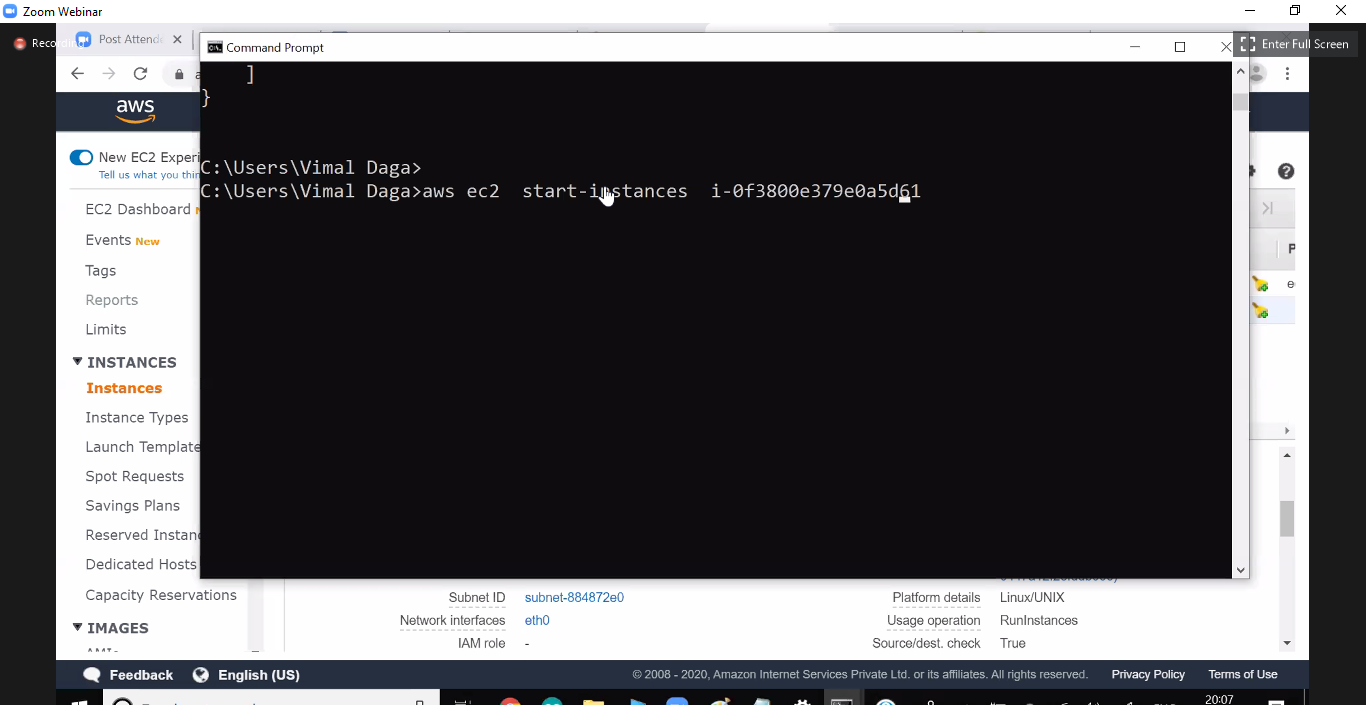 Zoom Webinar
Recording
Post Attend
Command Prompt
Enter Full Screen
aws
]
}
C:\Users\Vimal Daga>
C:\Users\Vimal Daga>aws ec2  start-instances  i-0f3800e379e0a5d61
New EC2 Experi
Tell us what you thin
EC2 Dashboard
Events New
Tags
Reports
Limits
INSTANCES
Instances
Instance Types
Launch Template
Spot Requests
Savings Plans
Reserved Instanc
Dedicated Hosts
Capacity Reservations
IMAGES
Subnet ID subnet-884872e0
Platform details Linux/UNIX
Network interfaces eth0
Usage operation RunInstances
IAM role -
Source/dest. check True
Feedback English (US)
© 2008 - 2020, Amazon Internet Services Private Ltd. or its affiliates. All rights reserved. Privacy Policy Terms of Use
20:07